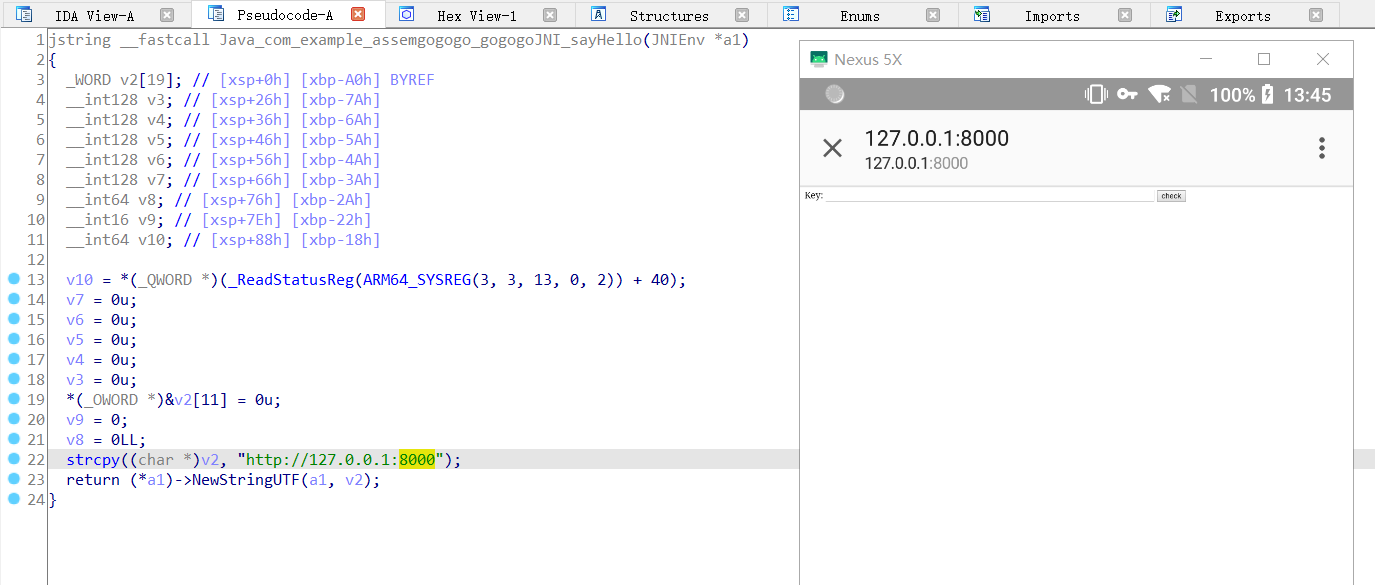 IDA View-A Pseudocode-A Hex View-1 Structures Enums Imports Exports
1 jstring __fastcall Java_com_example_assemgogogo_gogogoJNI_sayHello(JNIEnv *a1)
2 {
3 _WORD v2[19]; // [xsp+0h] [xbp-A0h] BYREF
4 __int128 v3; // [xsp+26h] [xbp-7Ah]
5 __int128 v4; // [xsp+36h] [xbp-6Ah]
6 __int128 v5; // [xsp+46h] [xbp-5Ah]
7 __int128 v6; // [xsp+56h] [xbp-4Ah]
8 __int128 v7; // [xsp+66h] [xbp-3Ah]
9 __int64 v8; // [xsp+76h] [xbp-2Ah]
10 __int16 v9; // [xsp+7Eh] [xbp-22h]
11 __int64 v10; // [xsp+88h] [xbp-18h]
12
13 v10 = *(_QWORD *)(_ReadStatusReg(ARM64_SYSREG(3, 3, 13, 0, 2)) + 40);
14 v7 = 0u;
15 v6 = 0u;
16 v5 = 0u;
17 v4 = 0u;
18 v3 = 0u;
19 *(_OWORD *)&v2[11] = 0u;
20 v9 = 0;
21 v8 = 0LL;
22 strcpy((char *)v2, "http://127.0.0.1:8000");
23 return (*a1)->NewStringUTF(a1, v2);
24 }
Nexus 5X
100% 13:45
127.0.0.1:8000
127.0.0.1:8000
Key: check